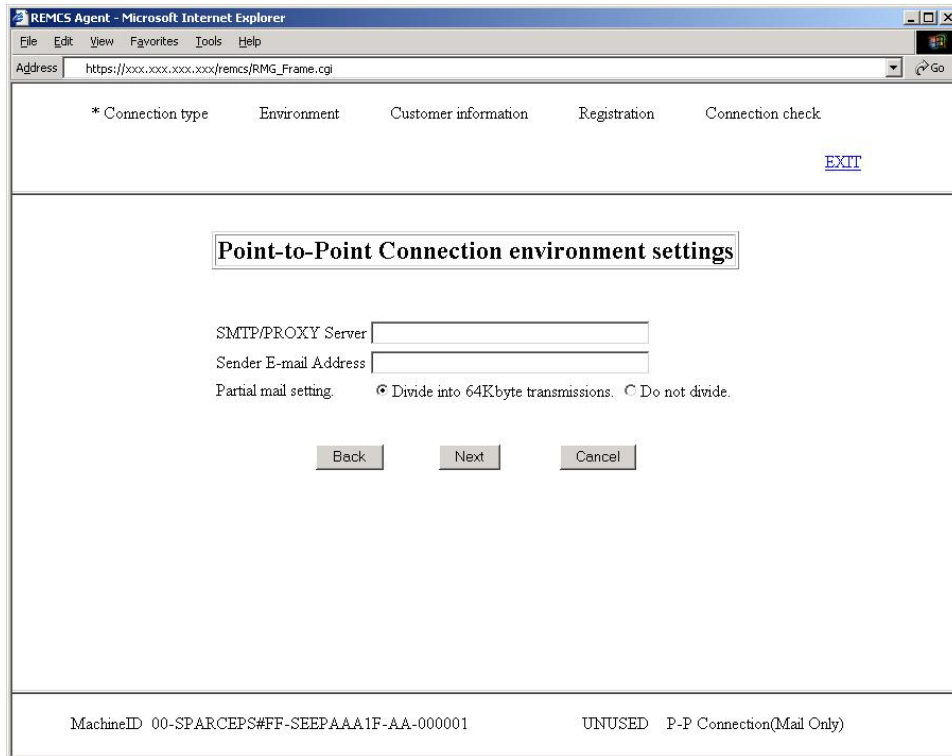 REMCS Agent - Microsoft Internet Explorer
File Edit View Favorites Tools Help
Address https://xxx.xxx.xxx.xxx/remcs/RMG_Frame.cgi Go
* Connection type Environment Customer information Registration Connection check
EXIT
Point-to-Point Connection environment settings
SMTP/PROXY Server
Sender E-mail Address
Partial mail setting. Divide into 64Kbyte transmissions. Do not divide.
Back Next Cancel
MachineID 00-SPARCEPS#FF-SEEPAAA1F-AA-000001 UNUSED P-P Connection(Mail Only)